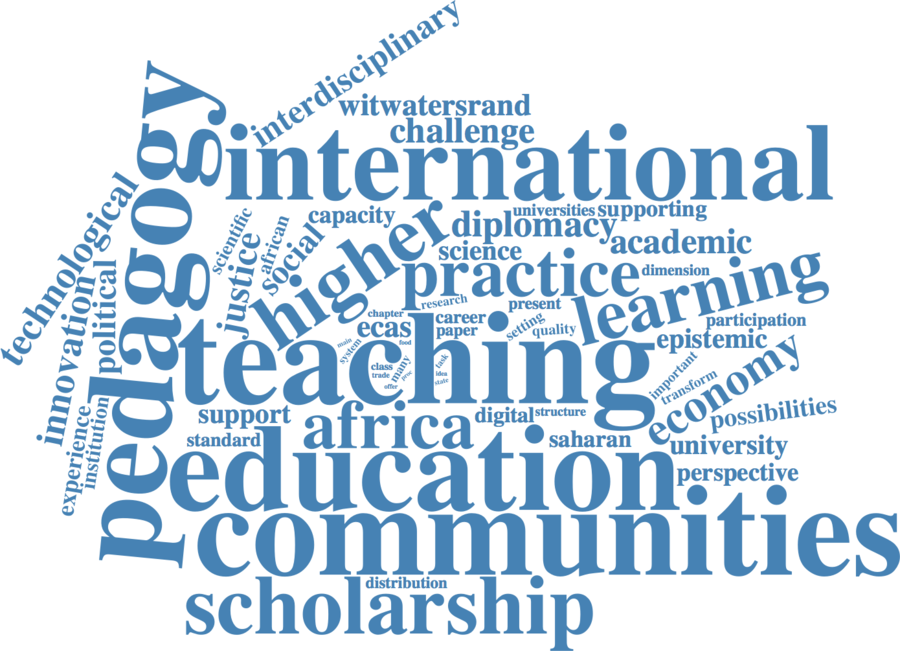 interdisciplinary
witwatersrand
challenge
pedagogy
international
technological
scientific
african
capacity
universities
supporting
social
higher
diplomacy
academic
justice
science
practice
dimension
learning
innovation
political
research
present
chapter
career
setting
participation
ecas
paper
quality
epistemic
teaching
main
system
food
class
trade
many
task
idea
state
offer
important
transform
economy
support
africa
digital
structure
possibilities
experience
institution
standard
saharan
university
education
perspective
communities
distribution
scholarship